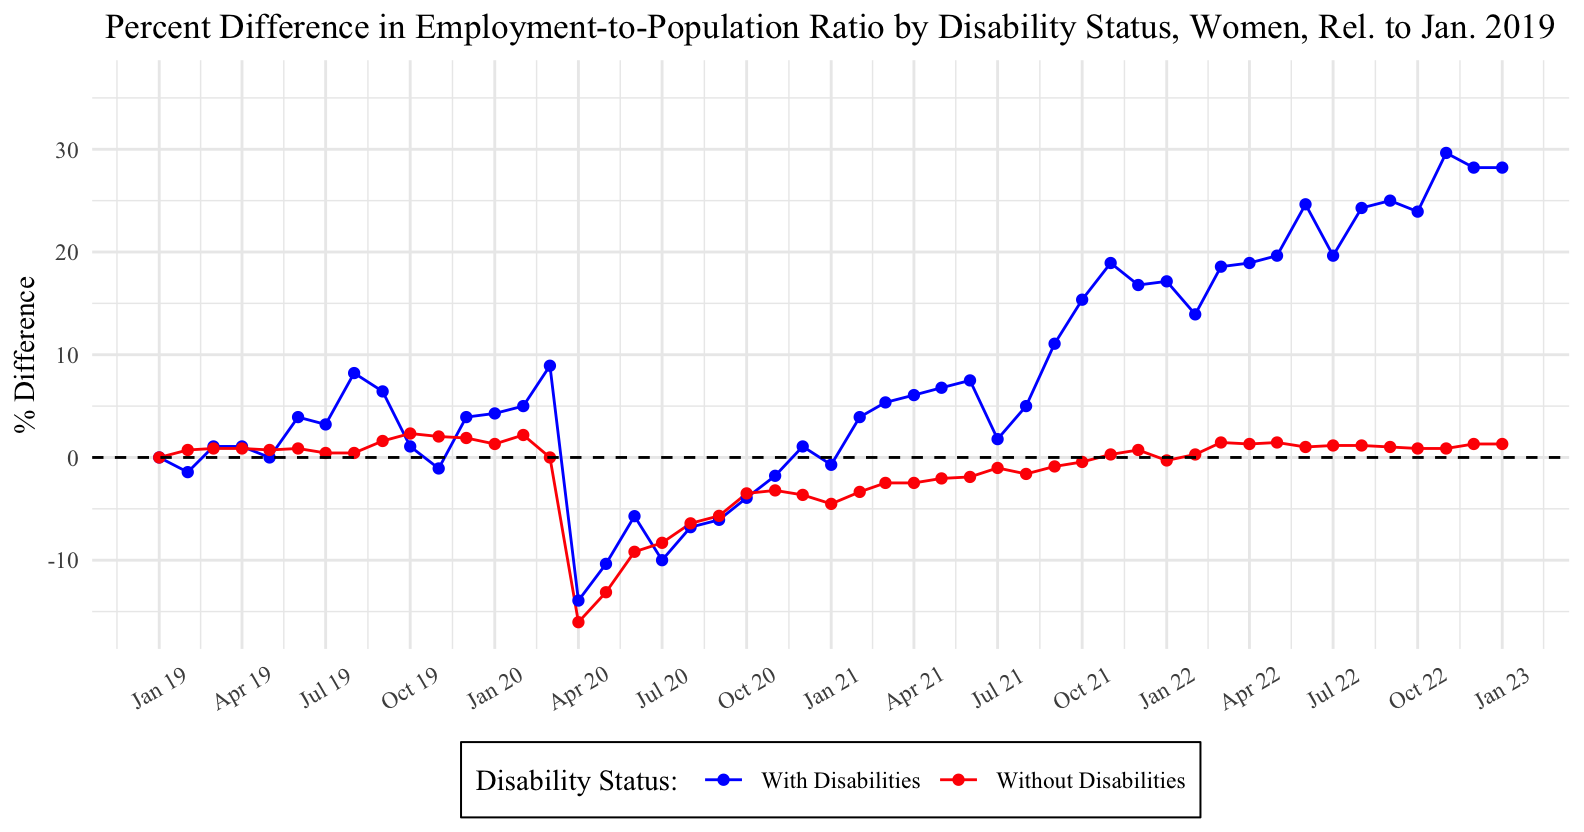 Percent Difference in Employment-to-Population Ratio by Disability Status, Women, Rel. to Jan. 2019
% Difference
30
20
10
0
-10
Jan 19
Apr 19
Jul 19
Oct 19
Jan 20
Apr 20
Jul 20
Oct 20
Jan 21
Apr 21
Jul 21
Oct 21
Jan 22
Apr 22
Jul 22
Oct 22
Jan 23
Disability Status: With Disabilities Without Disabilities